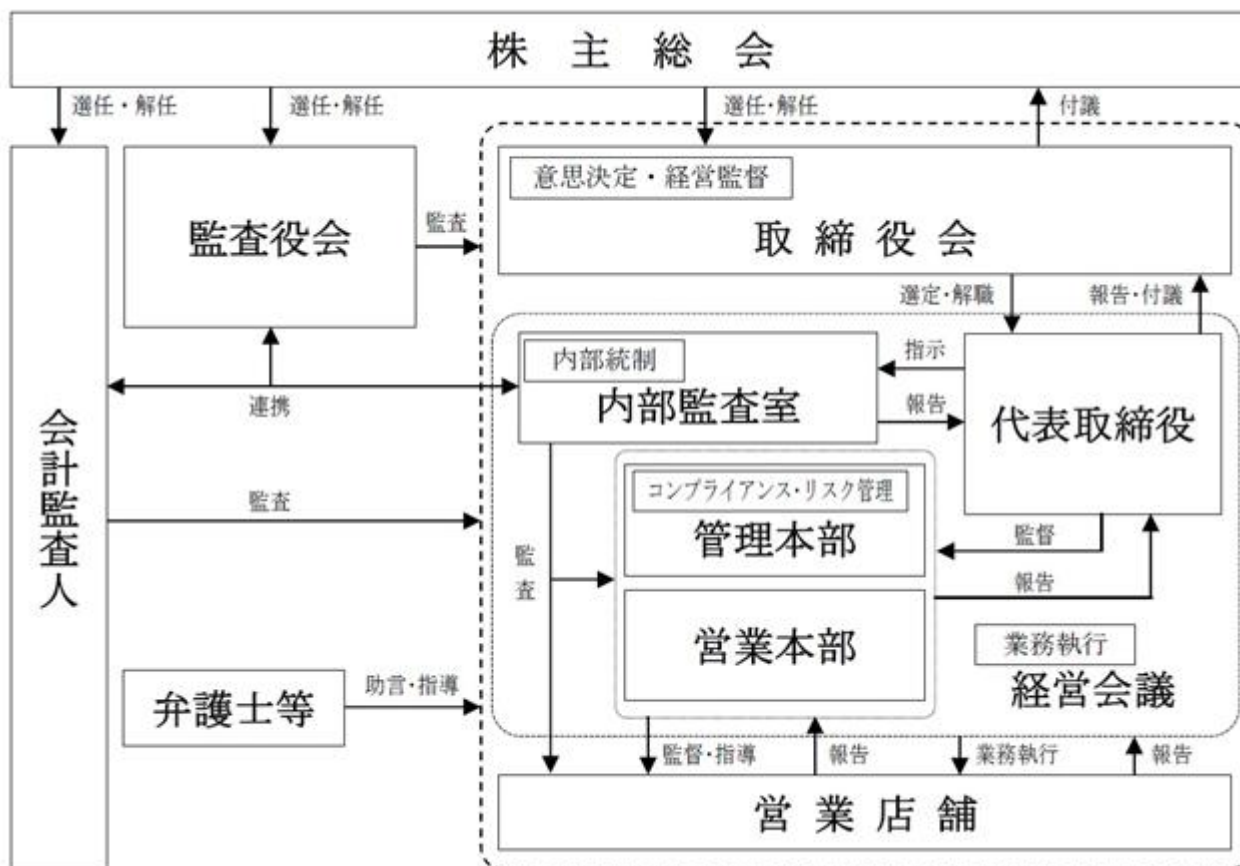 株主総会
選任・解任
選任・解任
選任・解任
付議
意思決定・経営監督
取締役会
監査役会
監査
選定・解職
報告・付議
内部統制
内部監査室
指示
報告
代表取締役
連携
会計監査人
監査
コンプライアンス・リスク管理
管理本部
監督
監査
報告
営業本部
業務執行
経営会議
弁護士等
助言・指導
監督・指導
報告
業務執行
報告
営業店舗